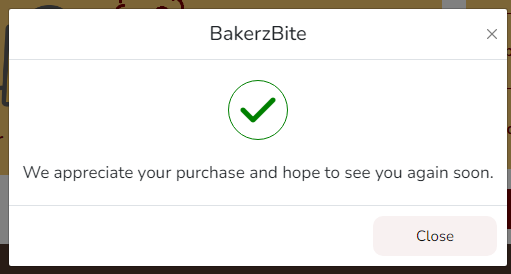 BakerzBite
We appreciate your purchase and hope to see you again soon.
Close